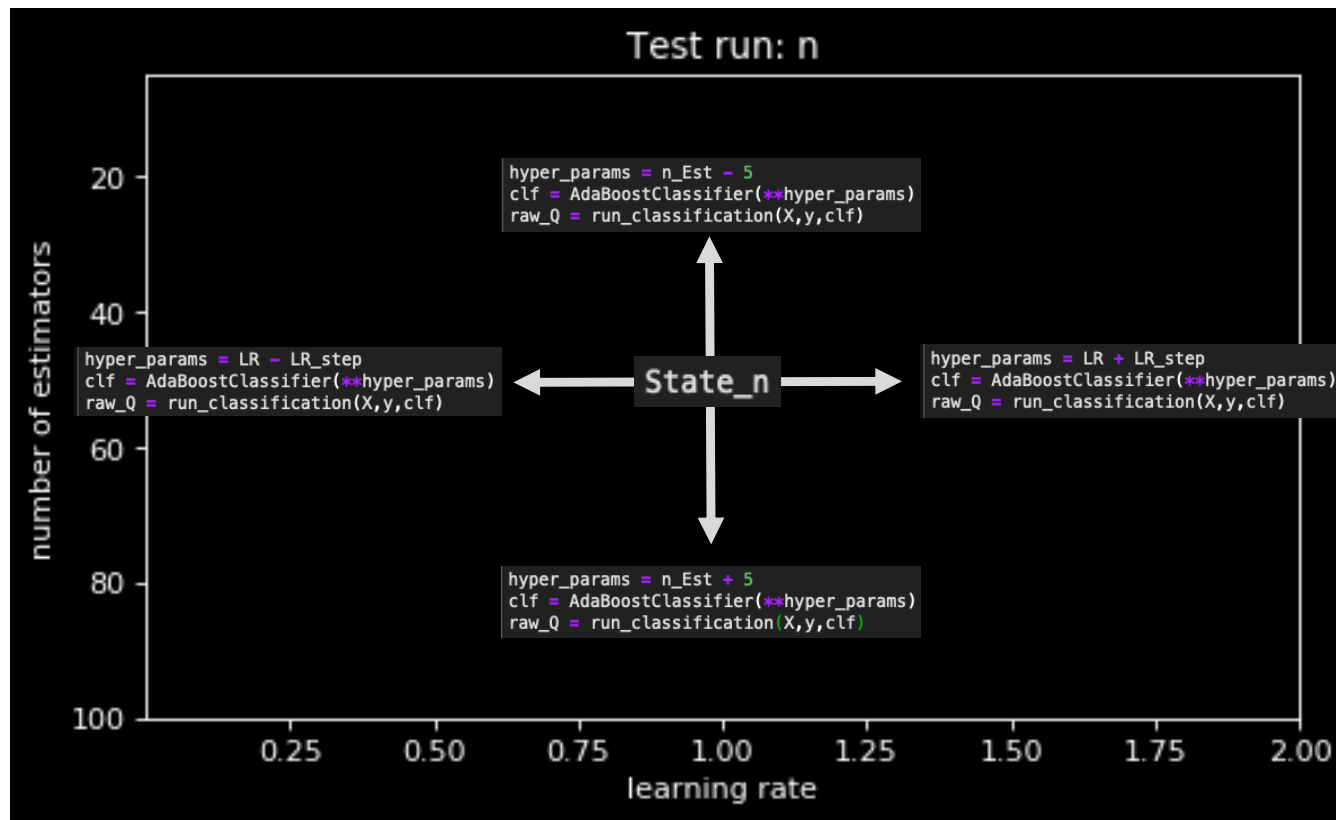 Test run: n
20
40
60
80
100
number of estimators
hyper_params = n_Est - 5
clf = AdaBoostClassifier(**hyper_params)
raw_Q = run_classification(X,y,clf)
hyper_params = LR - LR_step
clf = AdaBoostClassifier(**hyper_params)
raw_Q = run_classification(X,y,clf)
State_n
hyper_params = LR + LR_step
clf = AdaBoostClassifier(**hyper_params)
raw_Q = run_classification(X,y,clf)
hyper_params = n_Est + 5
clf = AdaBoostClassifier(**hyper_params)
raw_Q = run_classification(X,y,clf)
0.25 0.50 0.75 1.00 1.25 1.50 1.75 2.00
learning rate